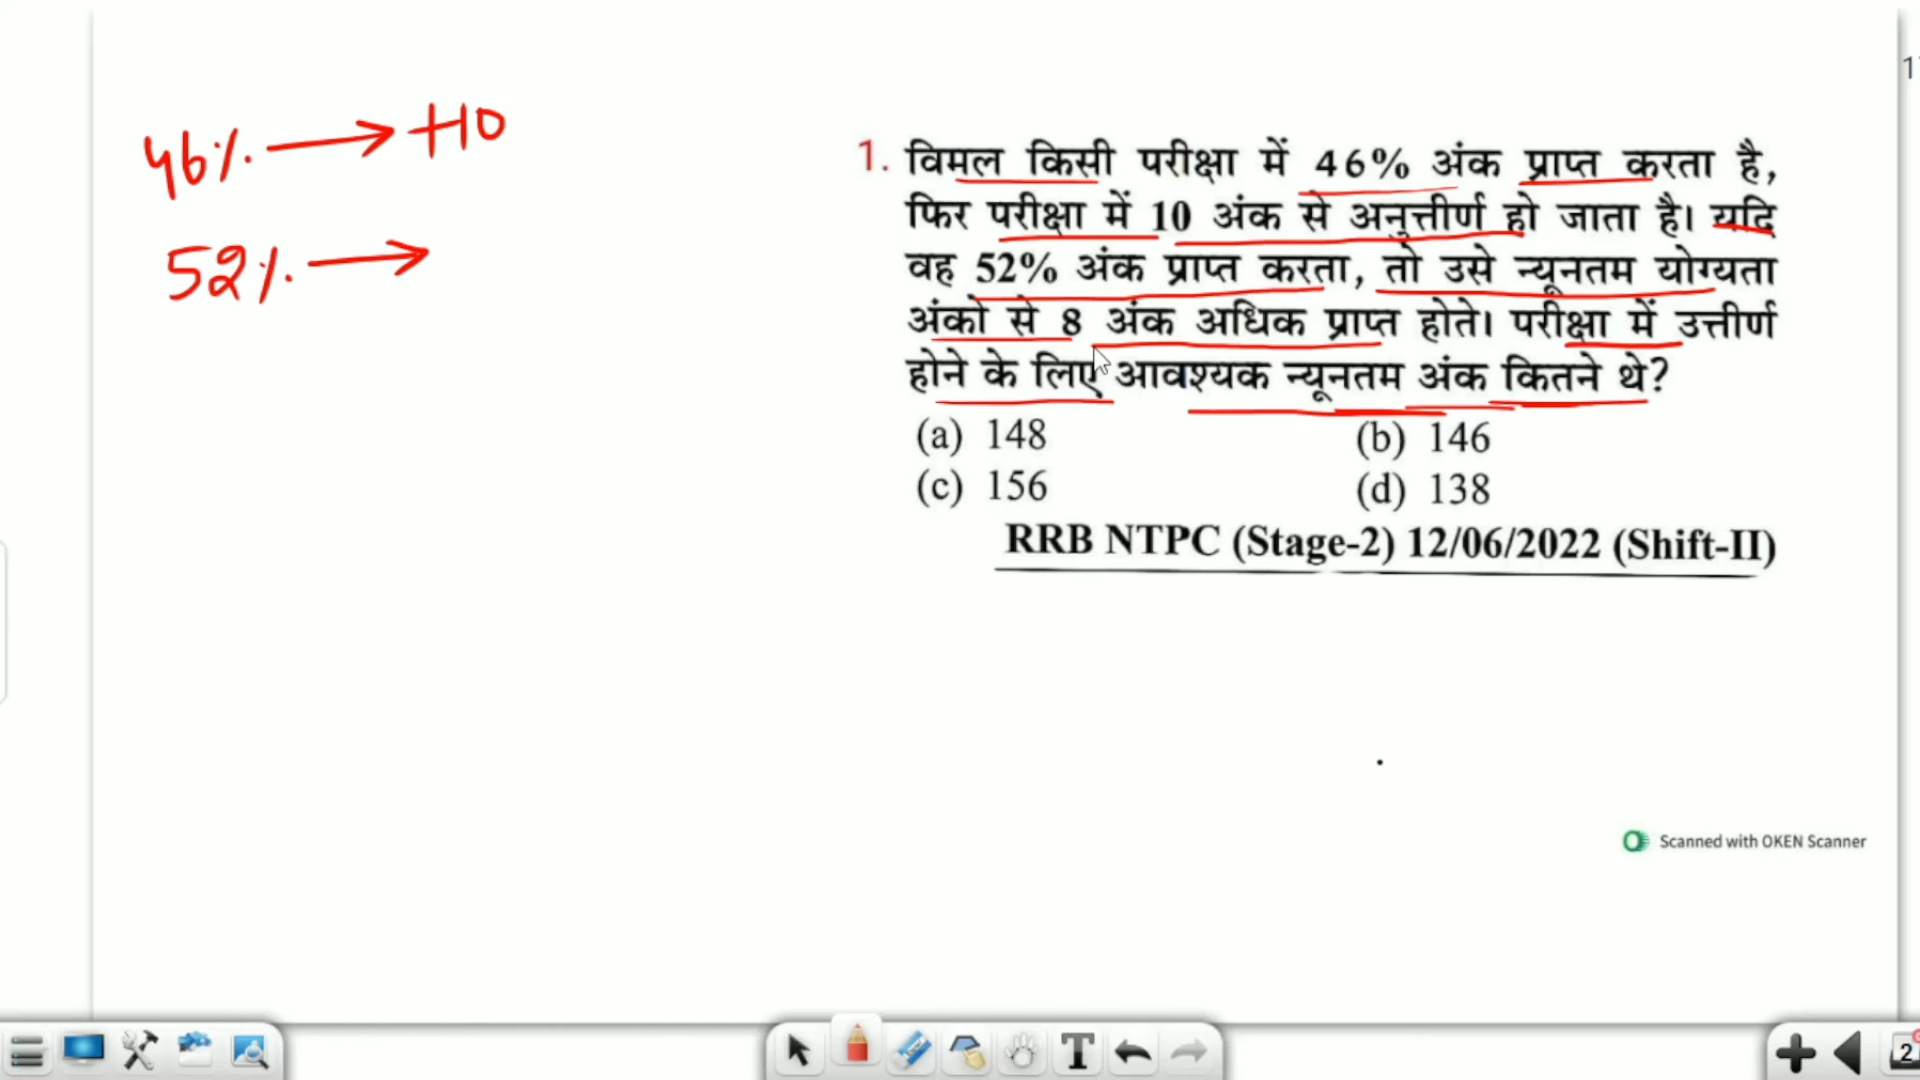 46% → +10
52% →
1. विमल किसी परीक्षा में 46% अंक प्राप्त करता है,
फिर परीक्षा में 10 अंक से अनुत्तीर्ण हो जाता है। यदि
वह 52% अंक प्राप्त करता, तो उसे न्यूनतम योग्यता
अंको से 8 अंक अधिक प्राप्त होते। परीक्षा में उत्तीर्ण
होने के लिए आवश्यक न्यूनतम अंक कितने थे?
(a) 148 (b) 146
(c) 156 (d) 138
RRB NTPC (Stage-2) 12/06/2022 (Shift-II)
Scanned with OKEN Scanner
T
2